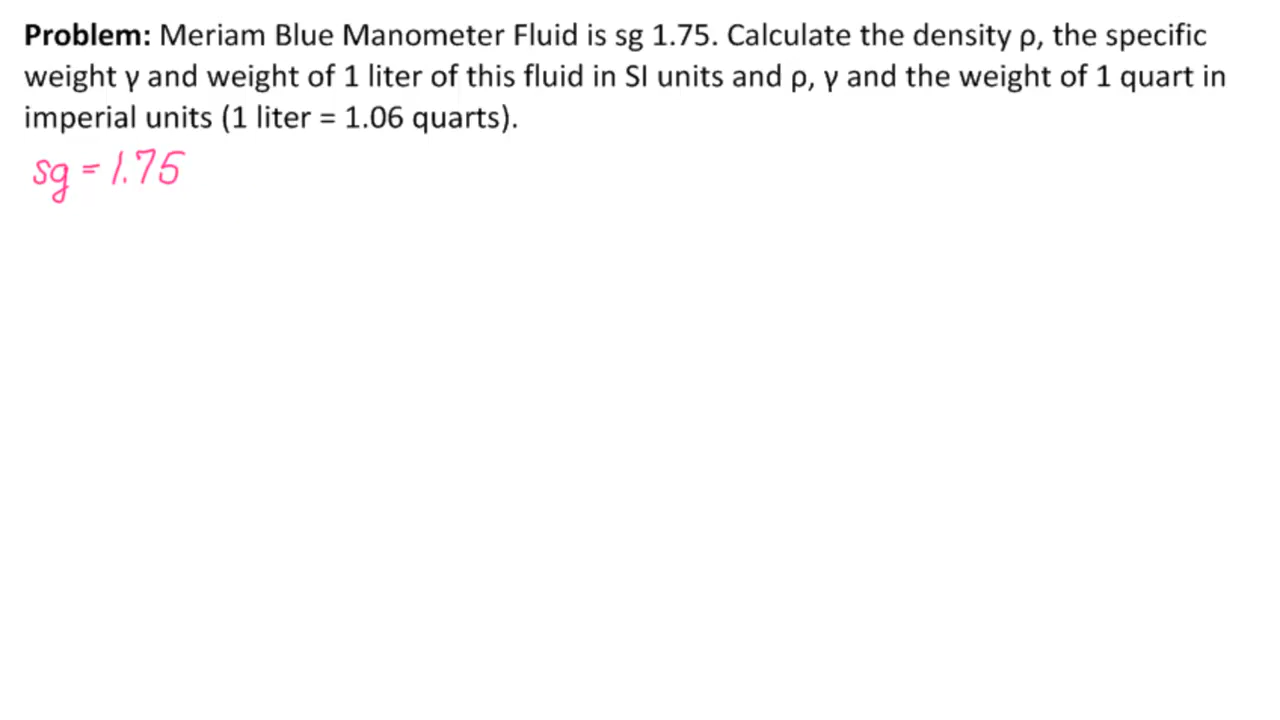 Problem: Meriam Blue Manometer Fluid is sg 1.75. Calculate the density ρ, the specific
weight γ and weight of 1 liter of this fluid in SI units and ρ, γ and the weight of 1 quart in
imperial units (1 liter = 1.06 quarts).
sg = 1.75